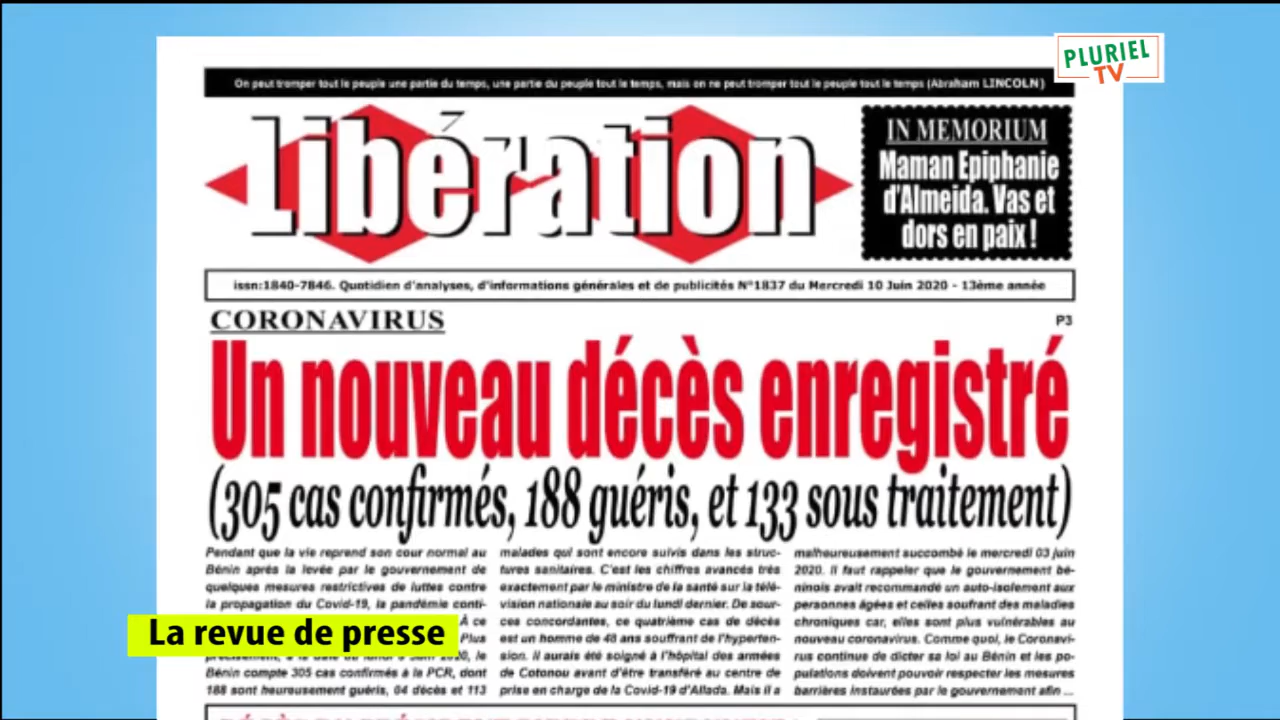 PLURIEL
TV
On peut tromper tout le peuple une partie du temps, une partie du peuple tout le temps, mais on ne peut tromper tout le peuple tout le temps (Abraham LINCOLN)
Libération
IN MEMORIUM
Maman Epiphanie
d'Almeida. Vas et
dors en paix !
issn:1840-7846. Quotidien d'analyses, d'informations générales et de publicités N°1837 du Mercredi 10 Juin 2020 - 13ème année
CORONAVIRUS
P3
Un nouveau décès enregistré
(305 cas confirmés, 188 guéris, et 133 sous traitement)
Pendant que la vie reprend son cour normal au
Bénin après la levée par le gouvernement de
quelques mesures restrictives de luttes contre
la propagation du Covid-19, la pandémie conti-
À ce
Plus
2020, le
Bénin compte 305 cas confirmés à la PCR, dont
188 sont heureusement guéris, 04 décès et 113
malades qui sont encore suivis dans les struc-
tures sanitaires. C'est les chiffres avancés très
exactement par le ministre de la santé sur la télé-
vision nationale au soir du lundi dernier. De sour-
ces concordantes, ce quatrième cas de décès
est un homme de 48 ans souffrant de l'hyperten-
sion. Il aurais été soigné à l'hôpital des armées
de Cotonou avant d'être transféré au centre de
prise en charge de la Covid-19 d'Allada. Mais il a
malheureusement succombé le mercredi 03 juin
2020. Il faut rappeler que le gouvernement bé-
ninois avait recommandé un auto-isolement aux
personnes âgées et celles soufrant des maladies
chroniques car, elles sont plus vulnérables au
nouveau coronavirus. Comme quoi, le Coronavi-
rus continue de dicter sa loi au Bénin et les po-
pulations doivent pouvoir respecter les mesures
barrières instaurées par le gouvernement afin ...
La revue de presse